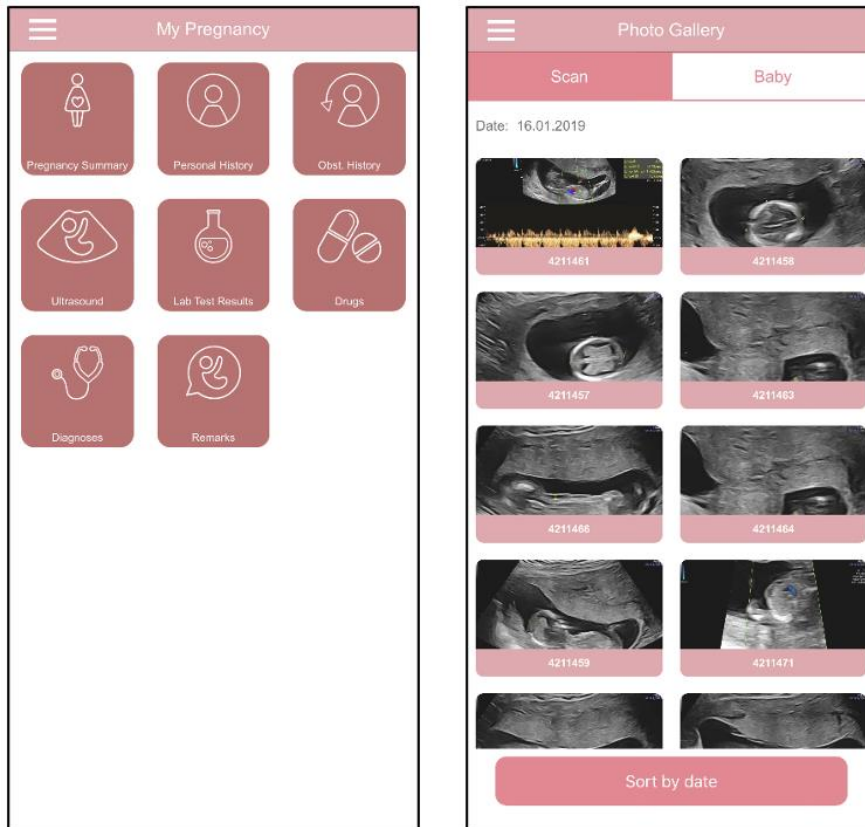 My Pregnancy
Pregnancy Summary
Personal History
Obst. History
Ultrasound
Lab Test Results
Drugs
Diagnoses
Remarks
Photo Gallery
Scan
Baby
Date: 16.01.2019
4211461
4211458
4211457
4211463
4211466
4211464
4211459
4211471
Sort by date